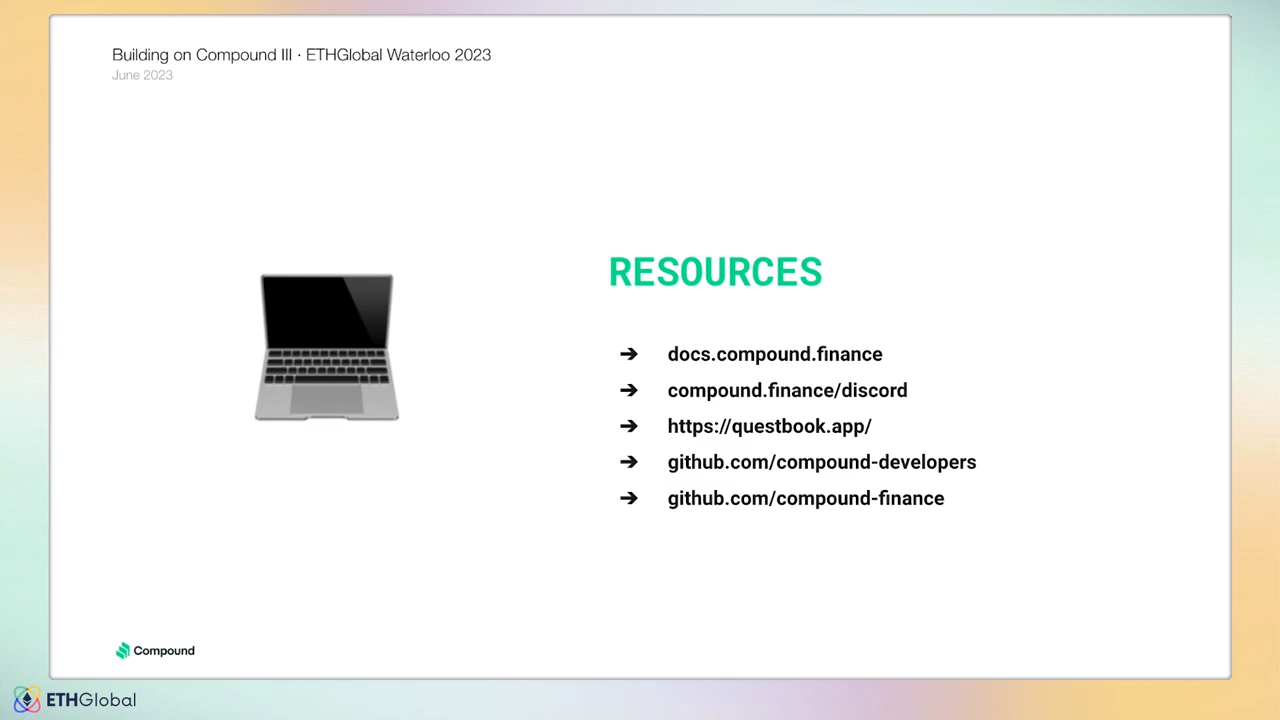 Building on Compound III · ETHGlobal Waterloo 2023
June 2023
RESOURCES
➔ docs.compound.finance
➔ compound.finance/discord
➔ https://questbook.app/
➔ github.com/compound-developers
➔ github.com/compound-finance
Compound
ETHGlobal